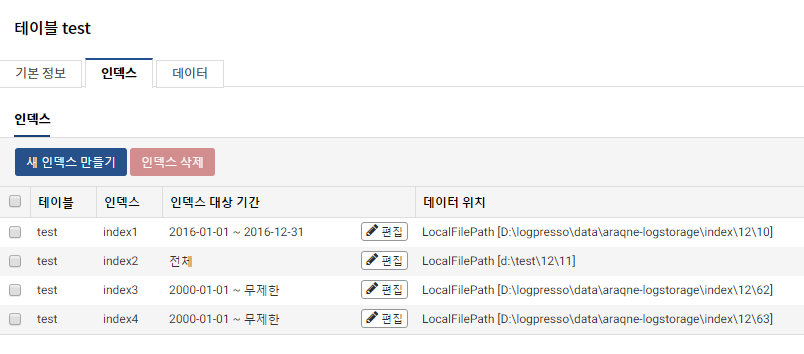 테이블 test
기본 정보 인덱스 데이터
인덱스
새 인덱스 만들기 인덱스 삭제
테이블 인덱스 인덱스 대상 기간 데이터 위치
test index1 2016-01-01 ~ 2016-12-31 편집 LocalFilePath [D:\logpresso\data\araqne-logstorage\index\12\10]
test index2 전체 편집 LocalFilePath [d:\test\12\11]
test index3 2000-01-01 ~ 무제한 편집 LocalFilePath [D:\logpresso\data\araqne-logstorage\index\12\62]
test index4 2000-01-01 ~ 무제한 편집 LocalFilePath [D:\logpresso\data\araqne-logstorage\index\12\63]